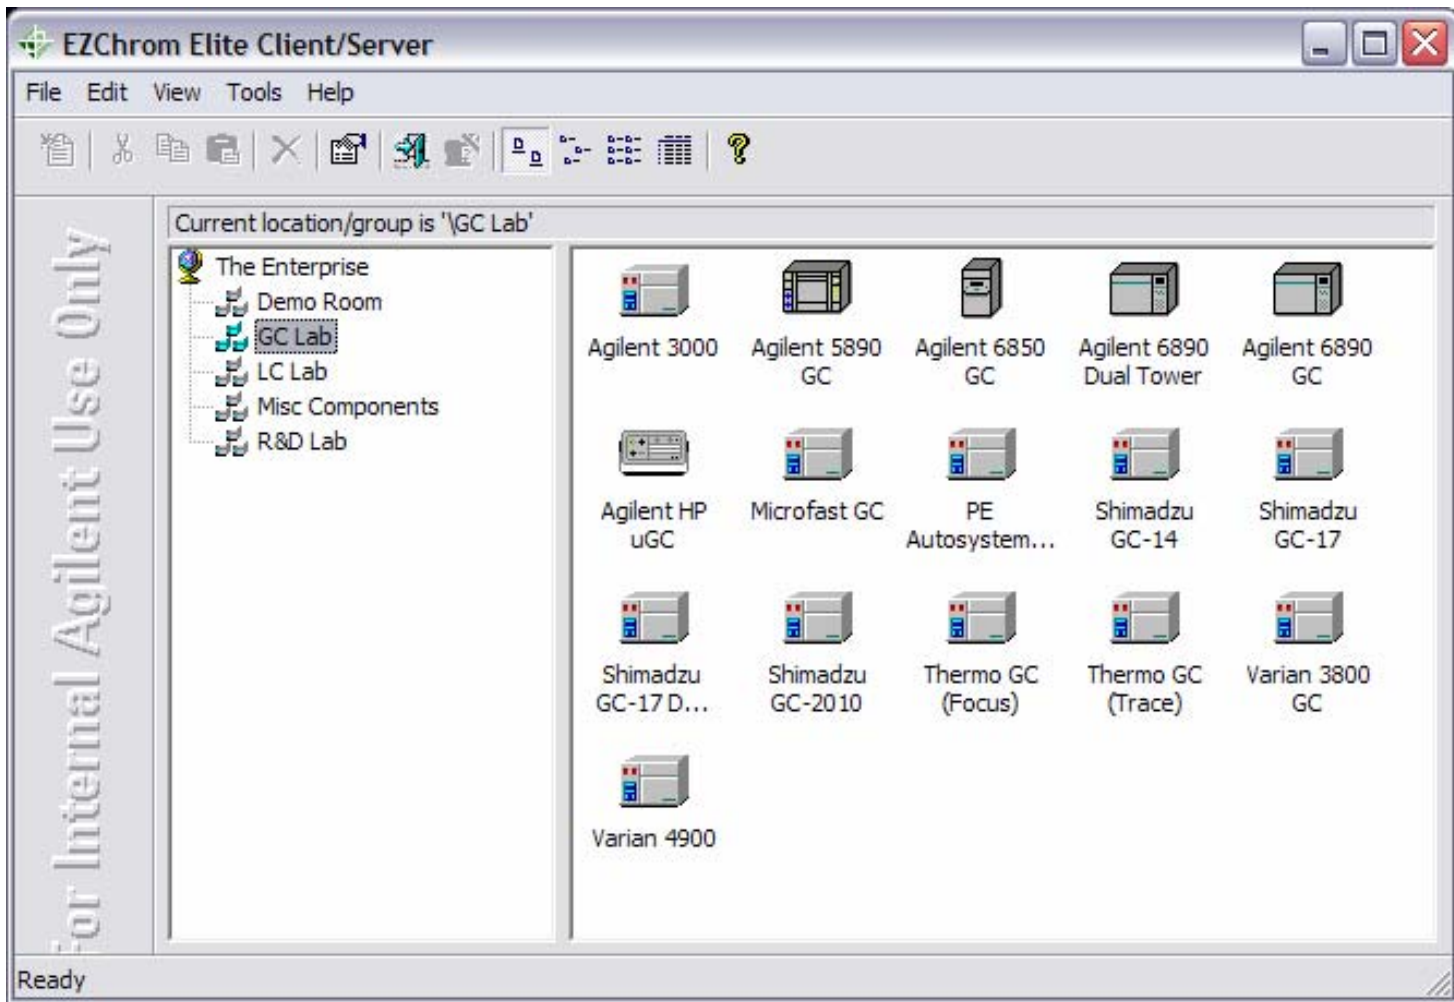 EZChrom Elite Client/Server
File Edit View Tools Help
Current location/group is '\GC Lab'
The Enterprise
Demo Room
GC Lab
LC Lab
Misc Components
R&D Lab
Agilent 3000
Agilent 5890
GC
Agilent 6850
GC
Agilent 6890
Dual Tower
Agilent 6890
GC
Agilent HP
uGC
Microfast GC
PE
Autosystem...
Shimadzu
GC-14
Shimadzu
GC-17
Shimadzu
GC-17 D...
Shimadzu
GC-2010
Thermo GC
(Focus)
Thermo GC
(Trace)
Varian 3800
GC
Varian 4900
For Internal Agilent Use Only
Ready